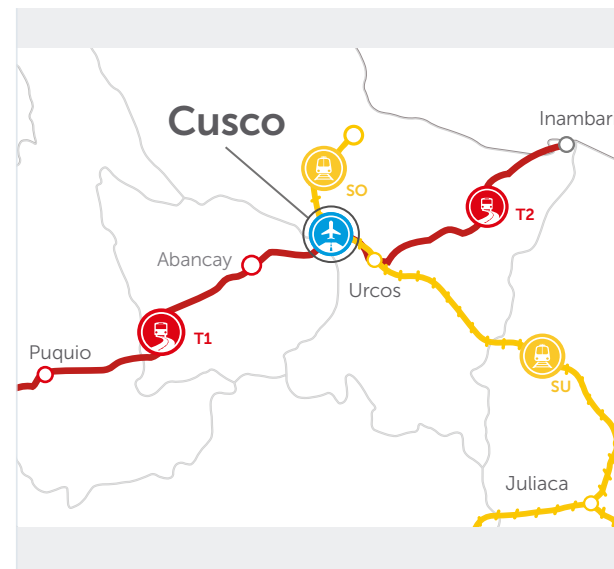 Cusco
Inambar
SO
T2
Abancay
Urcos
T1
Puquio
SU
Juliaca